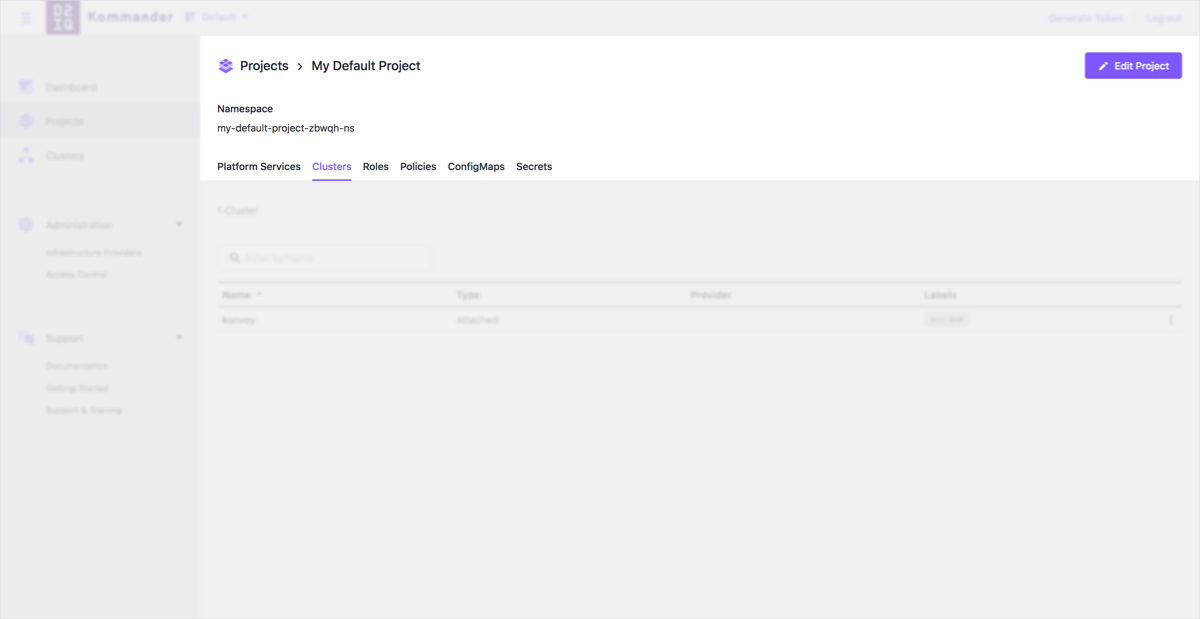 D2
iQ
Kommander
Default
Generate Token
Log out
Dashboard
Projects
Clusters
Administration
Infrastructure Providers
Access Control
Support
Documentation
Getting Started
Support & Training
Projects > My Default Project
Edit Project
Namespace
my-default-project-zbwqh-ns
Platform Services Clusters Roles Policies ConfigMaps Secrets
1 Cluster
Filter by Name
Name Type Provider Labels
konvoy Attached